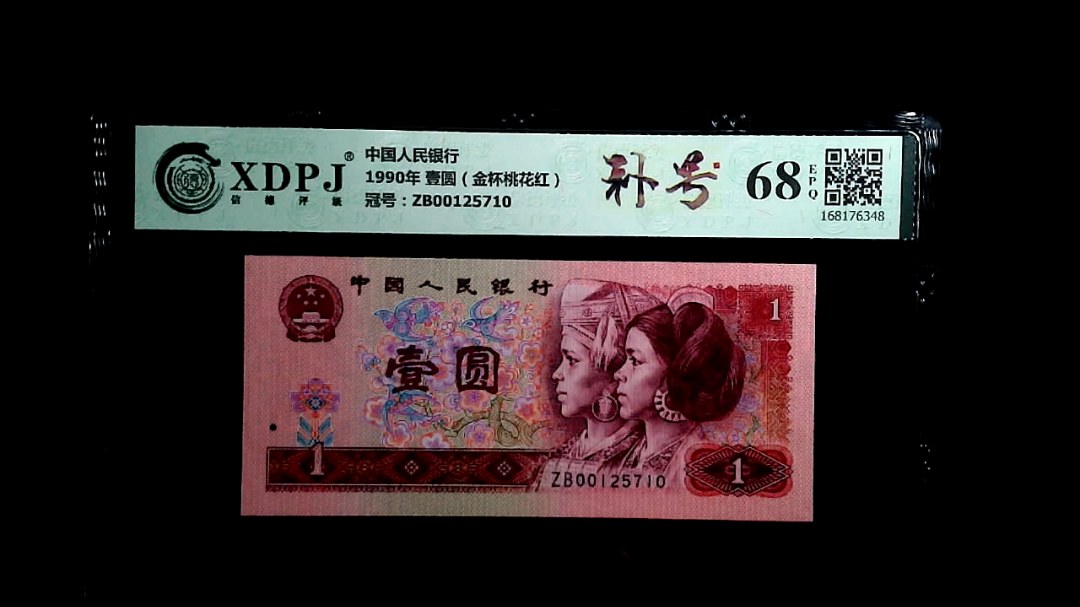 XDPJ®
信德评级
中国人民银行
1990年 壹圆（金杯桃花红）
冠号：ZB00125710
补号
68
EPQ
168176348
中国人民银行
1
壹圆
1
ZB00125710
1